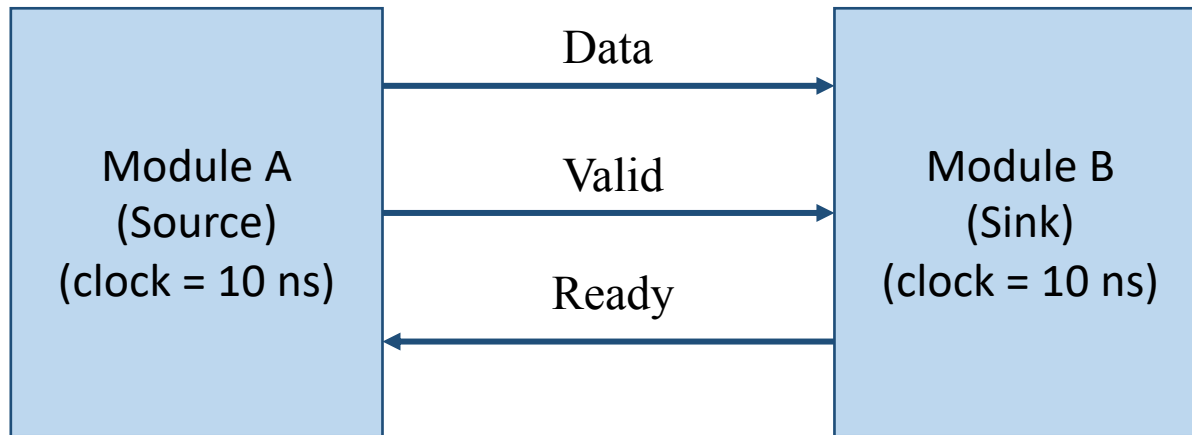 Module A
(Source)
(clock = 10 ns)
Data
Valid
Ready
Module B
(Sink)
(clock = 10 ns)